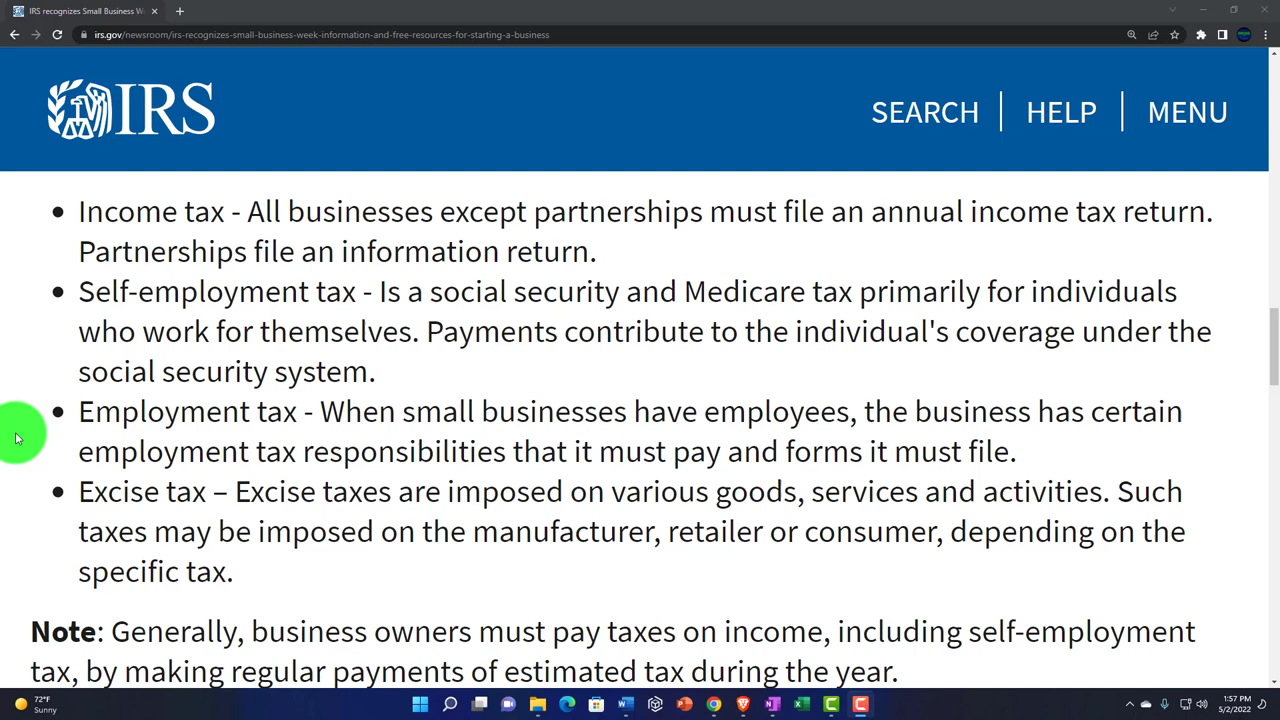 IRS recognizes Small Business W
irs.gov/newsroom/irs-recognizes-small-business-week-information-and-free-resources-for-starting-a-business
IRS
SEARCH | HELP | MENU
• Income tax - All businesses except partnerships must file an annual income tax return.
Partnerships file an information return.
• Self-employment tax - Is a social security and Medicare tax primarily for individuals
who work for themselves. Payments contribute to the individual's coverage under the
social security system.
• Employment tax - When small businesses have employees, the business has certain
employment tax responsibilities that it must pay and forms it must file.
• Excise tax – Excise taxes are imposed on various goods, services and activities. Such
taxes may be imposed on the manufacturer, retailer or consumer, depending on the
specific tax.
Note: Generally, business owners must pay taxes on income, including self-employment
tax, by making regular payments of estimated tax during the year.
72°F
Sunny
1:57 PM
5/2/2022